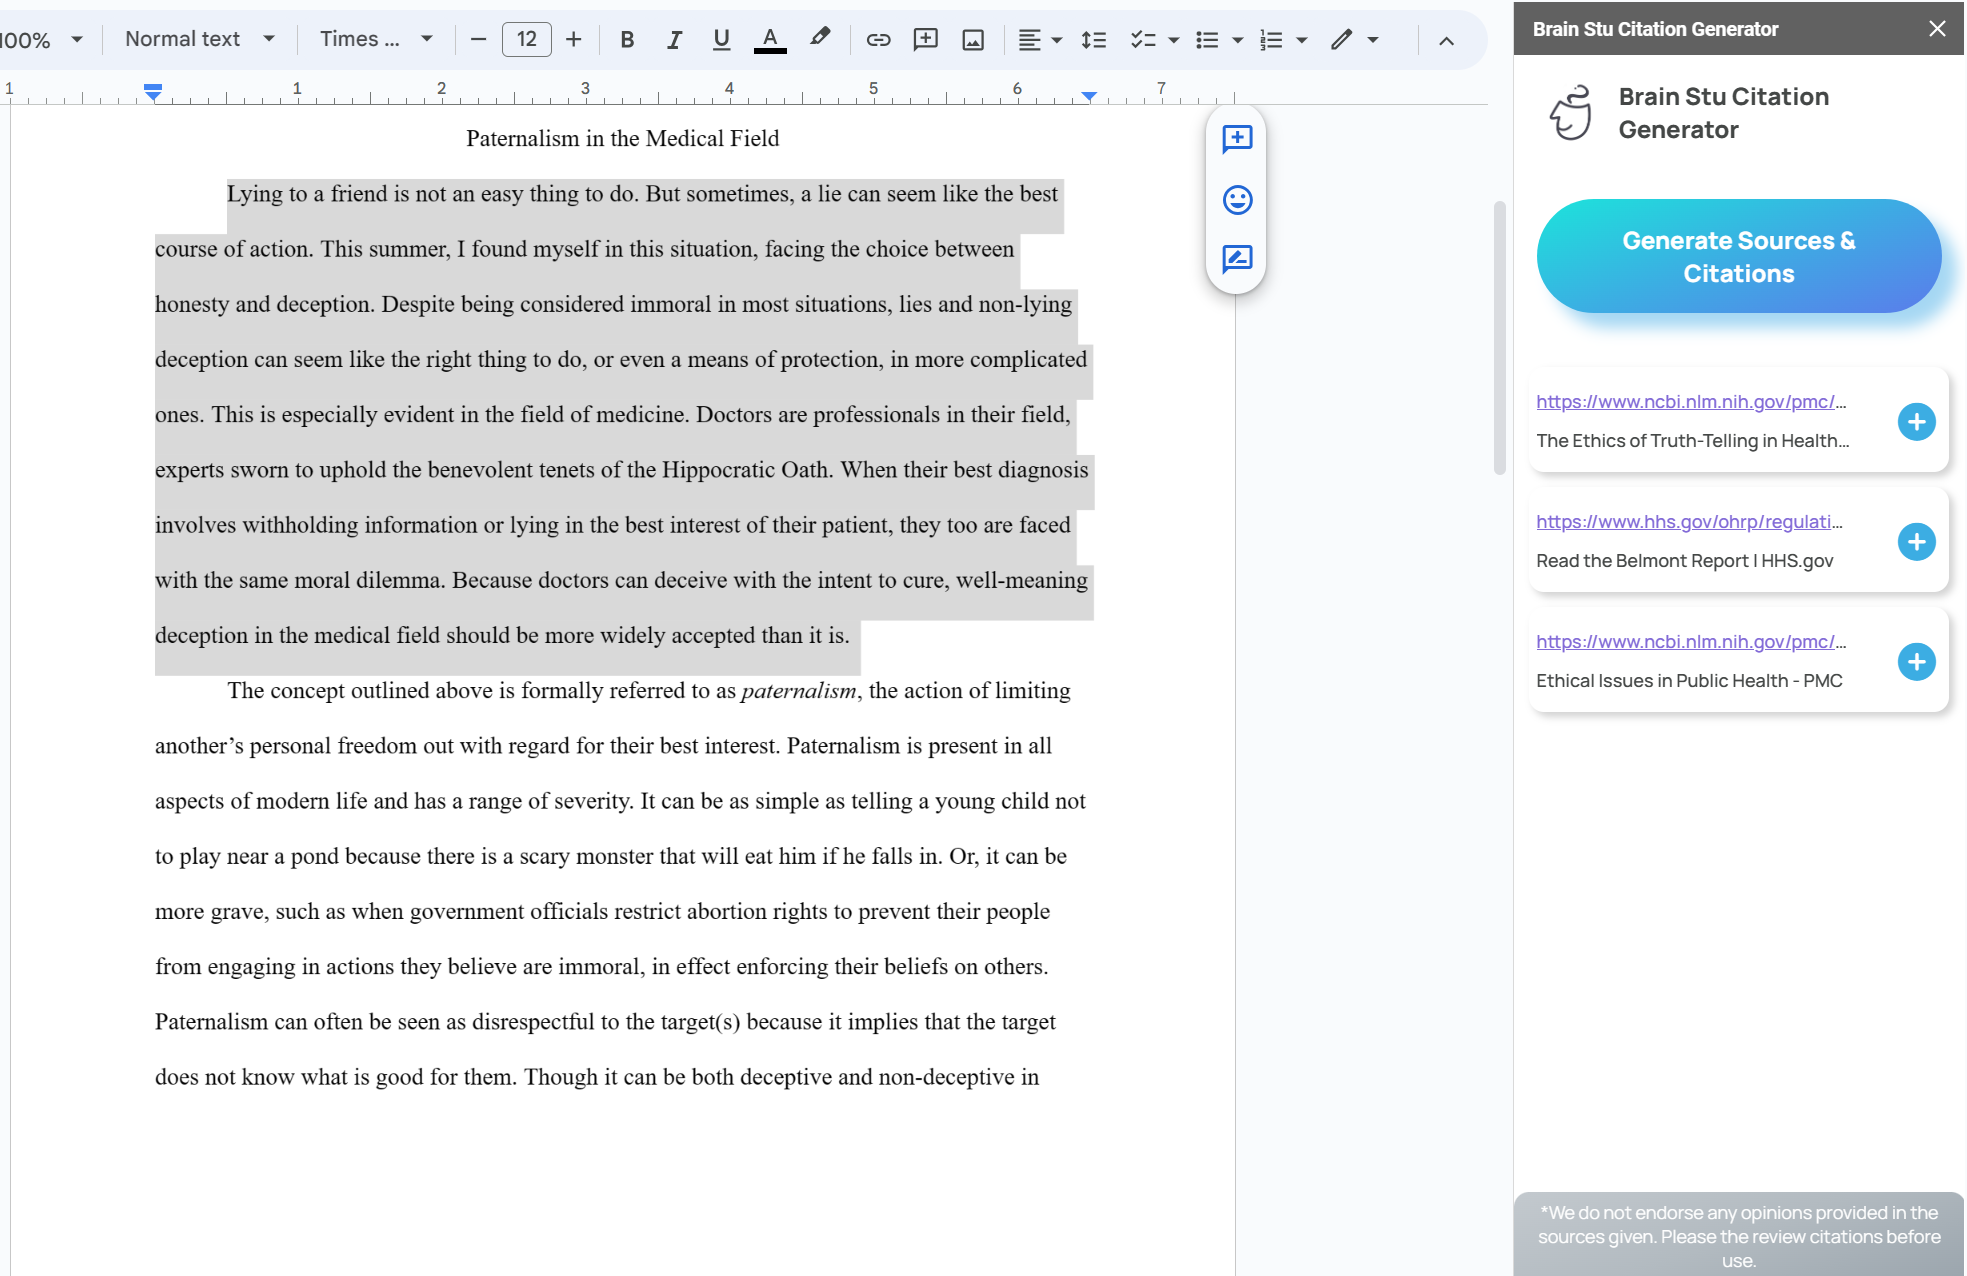 100%
Normal text
Times ...
12
B
I
U
A
1
1
2
3
4
5
6
7
Brain Stu Citation Generator
Brain Stu Citation
Generator
Paternalism in the Medical Field
Lying to a friend is not an easy thing to do. But sometimes, a lie can seem like the best
course of action. This summer, I found myself in this situation, facing the choice between
honesty and deception. Despite being considered immoral in most situations, lies and non-lying
deception can seem like the right thing to do, or even a means of protection, in more complicated
ones. This is especially evident in the field of medicine. Doctors are professionals in their field,
experts sworn to uphold the benevolent tenets of the Hippocratic Oath. When their best diagnosis
involves withholding information or lying in the best interest of their patient, they too are faced
with the same moral dilemma. Because doctors can deceive with the intent to cure, well-meaning
deception in the medical field should be more widely accepted than it is.
The concept outlined above is formally referred to as paternalism, the action of limiting
another’s personal freedom out with regard for their best interest. Paternalism is present in all
aspects of modern life and has a range of severity. It can be as simple as telling a young child not
to play near a pond because there is a scary monster that will eat him if he falls in. Or, it can be
more grave, such as when government officials restrict abortion rights to prevent their people
from engaging in actions they believe are immoral, in effect enforcing their beliefs on others.
Paternalism can often be seen as disrespectful to the target(s) because it implies that the target
does not know what is good for them. Though it can be both deceptive and non-deceptive in
Generate Sources &
Citations
https://www.ncbi.nlm.nih.gov/pmc/...
The Ethics of Truth-Telling in Health...
https://www.hhs.gov/ohrp/regulati...
Read the Belmont Report | HHS.gov
https://www.ncbi.nlm.nih.gov/pmc/...
Ethical Issues in Public Health - PMC
*We do not endorse any opinions provided in the
sources given. Please the review citations before
use.